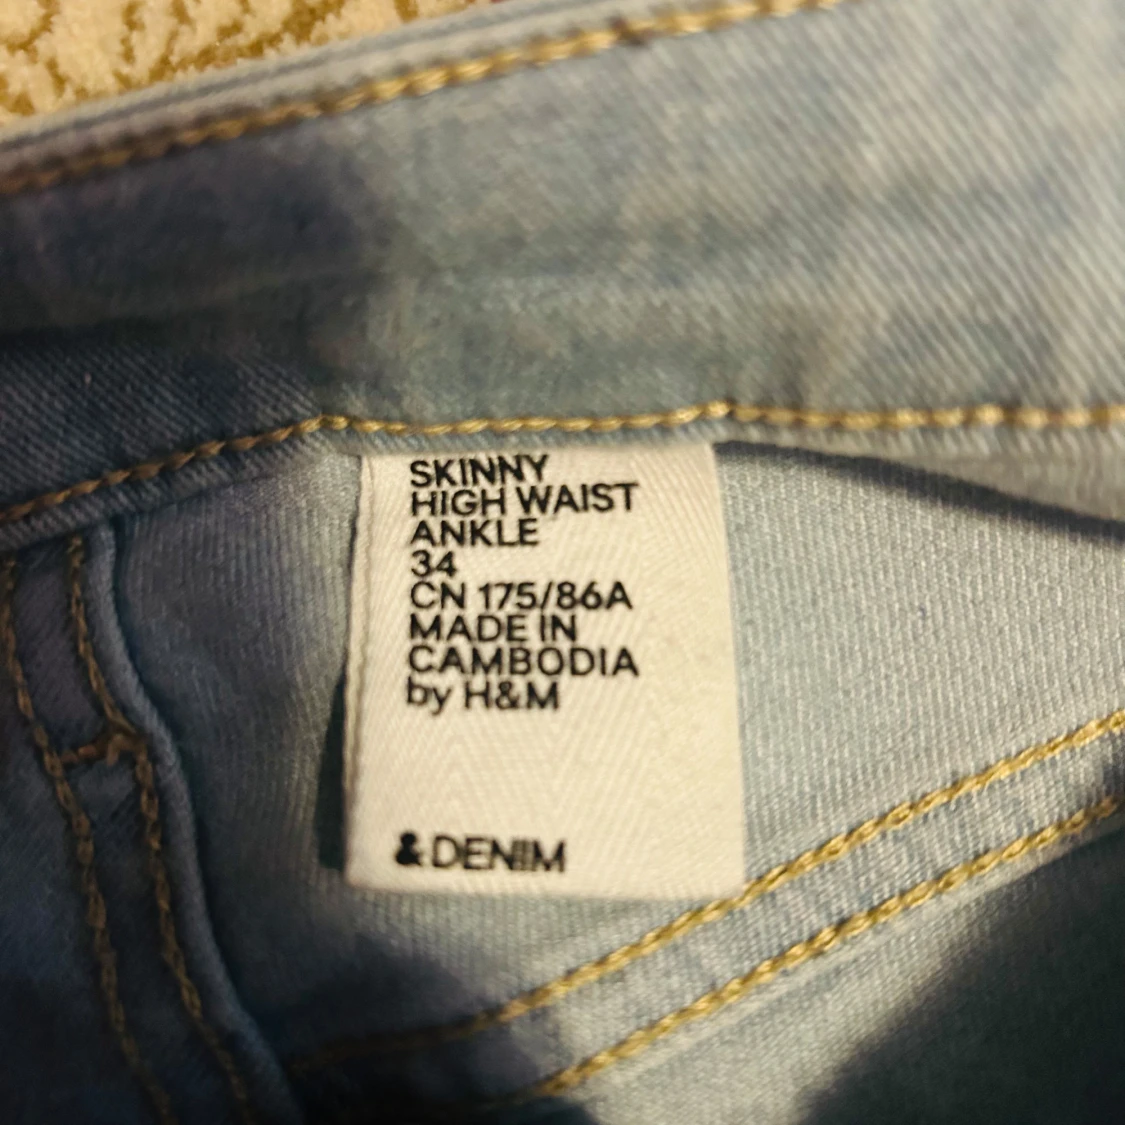 SKINNY
HIGH WAIST
ANKLE
34
CN 175/86A
MADE IN
CAMBODIA
by H&M
& DENIM